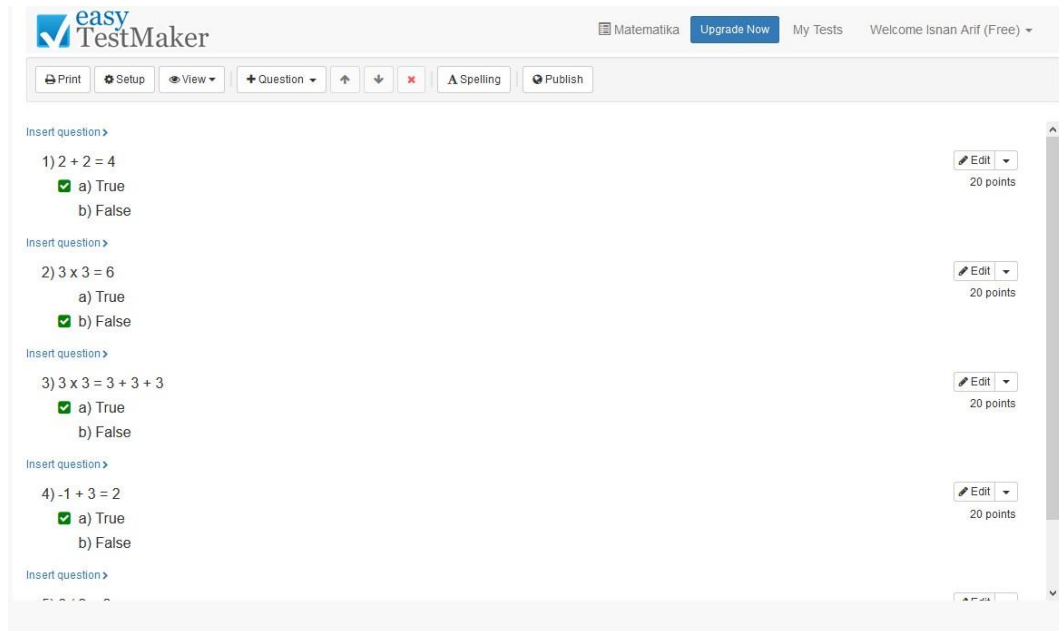 easy
TestMaker
Matematika Upgrade Now My Tests Welcome Isnan Arif (Free)
Print Setup View + Question A Spelling Publish
Insert question
1) 2 + 2 = 4 Edit
a) True 20 points
b) False
Insert question
2) 3 x 3 = 6 Edit
a) True 20 points
b) False
Insert question
3) 3 x 3 = 3 + 3 + 3 Edit
a) True 20 points
b) False
Insert question
4) -1 + 3 = 2 Edit
a) True 20 points
b) False
Insert question